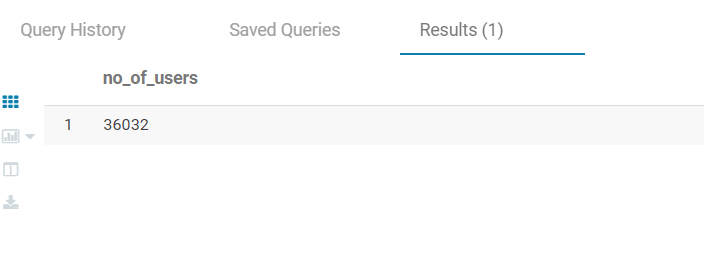 Query History Saved Queries Results (1)
no_of_users
1 36032